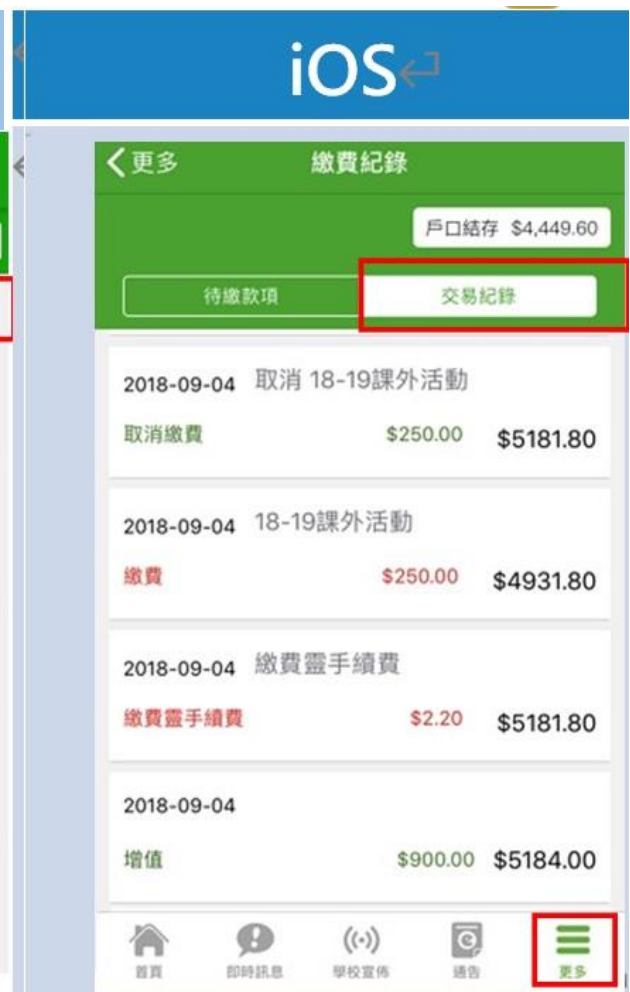 iOS
更多
繳費紀錄
戶口結存 $4,449.60
待繳款項
交易紀錄
2018-09-04 取消 18-19課外活動
取消繳費 $250.00 $5181.80
2018-09-04 18-19課外活動
繳費 $250.00 $4931.80
2018-09-04 繳費靈手續費
繳費靈手續費 $2.20 $5181.80
2018-09-04
增值 $900.00 $5184.00
首頁 即時訊息 學校宣佈 通告 更多